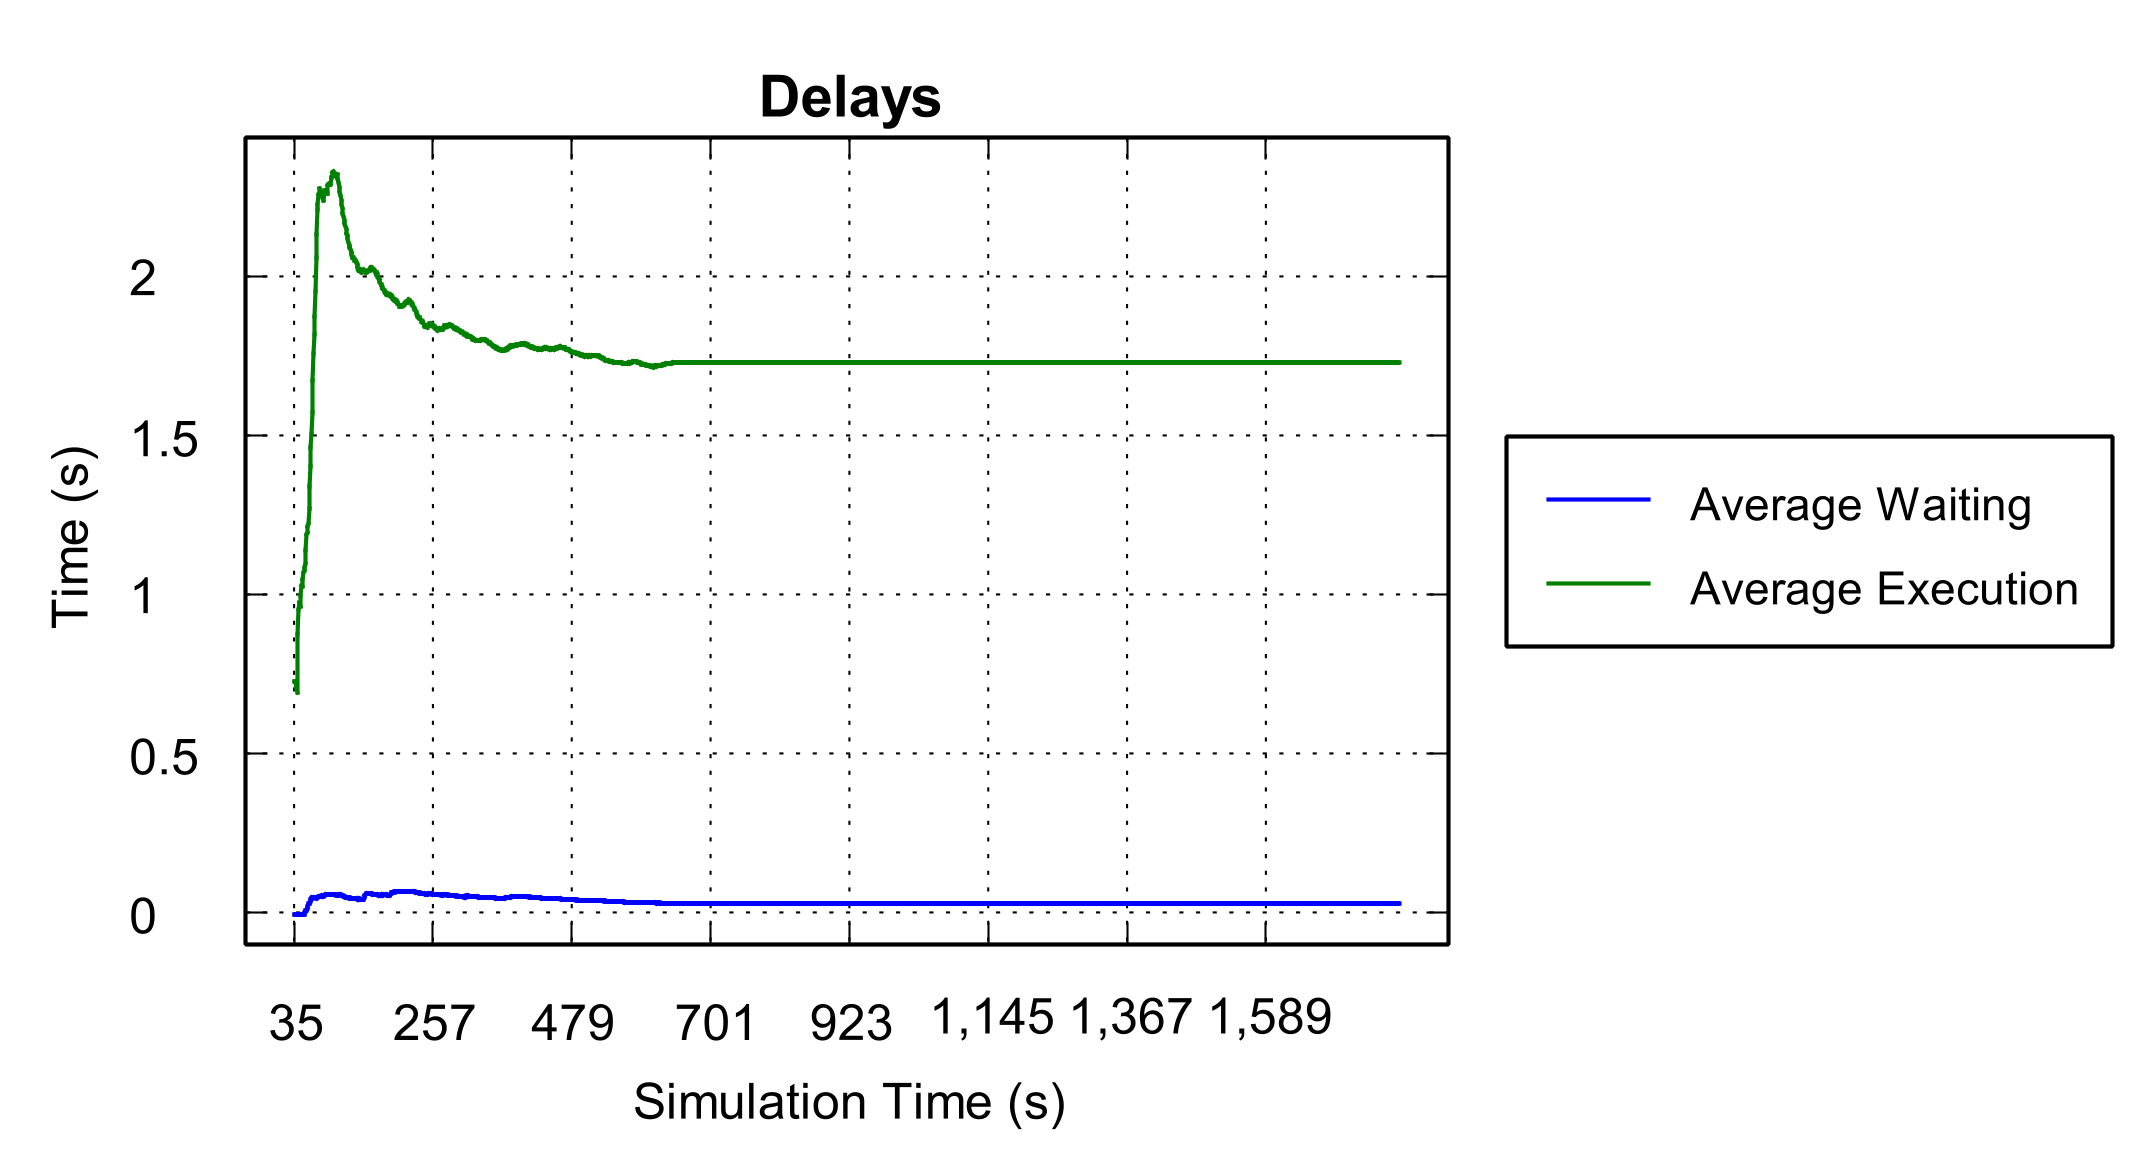 Delays
2
1.5
1
0.5
0
Time (s)
35 257 479 701 923 1,145 1,367 1,589
Simulation Time (s)
Average Waiting
Average Execution